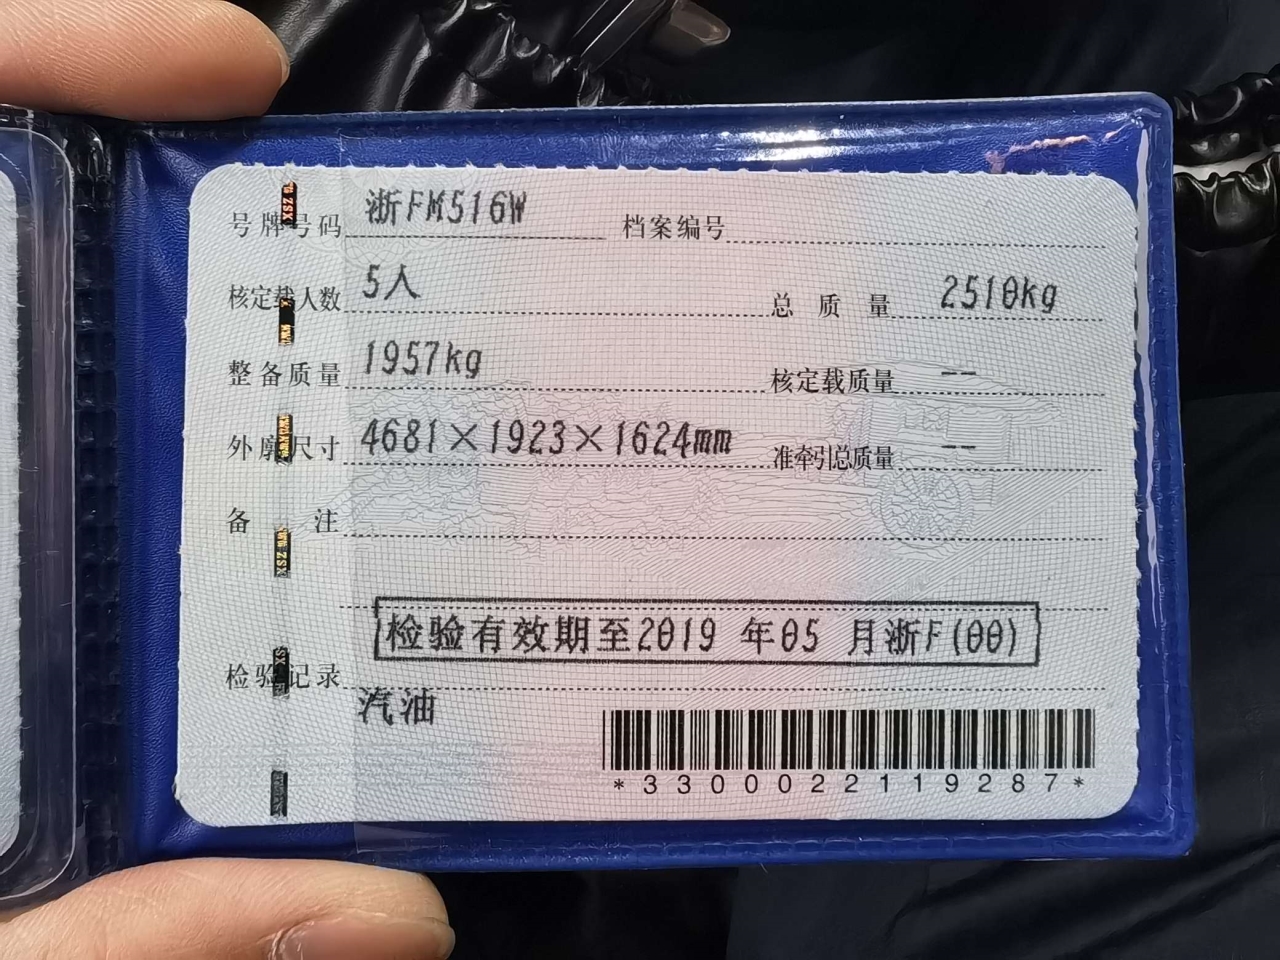 号牌号码 浙FM516W 档案编号
核定载人数 5人 总质量 2510kg
整备质量 1957kg 核定载质量 --
外廓尺寸 4681×1923×1624mm 准牵引总质量 --
备注
检验有效期至2019 年05 月浙F(00)
检验记录
汽油
*3300022119287*